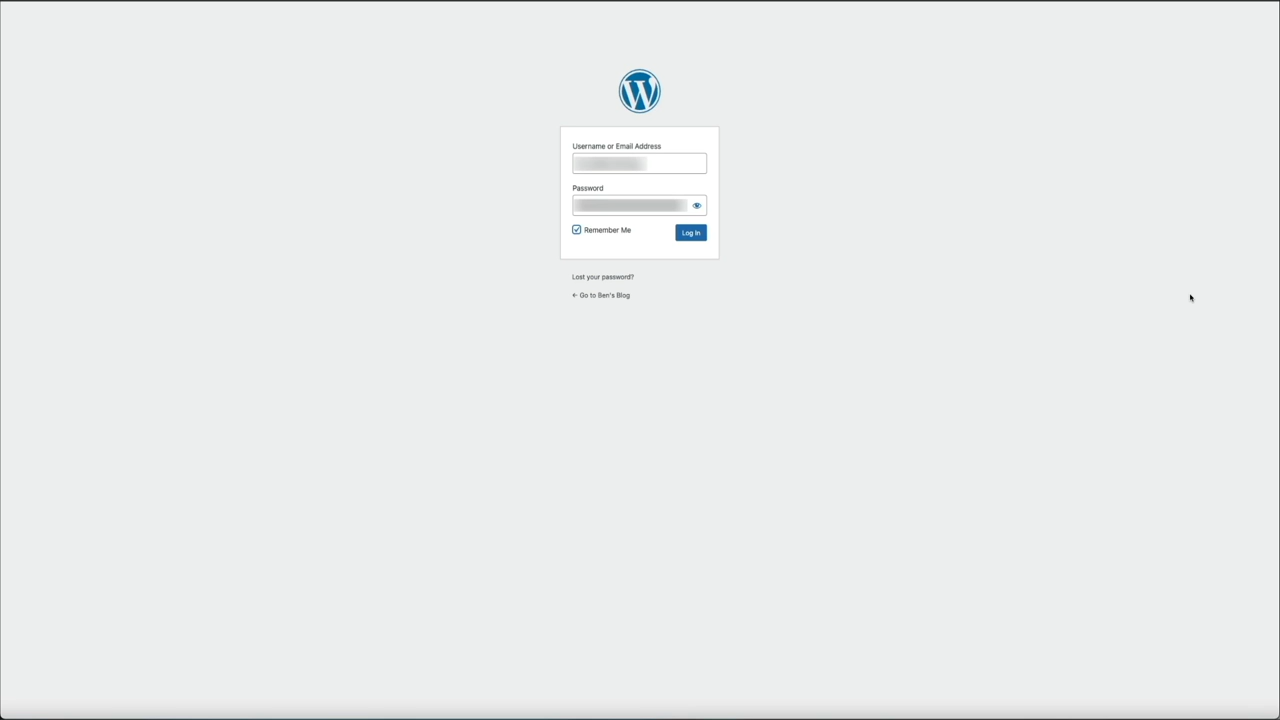 Username or Email Address
Password
Remember Me
Log In
Lost your password?
← Go to Ben's Blog